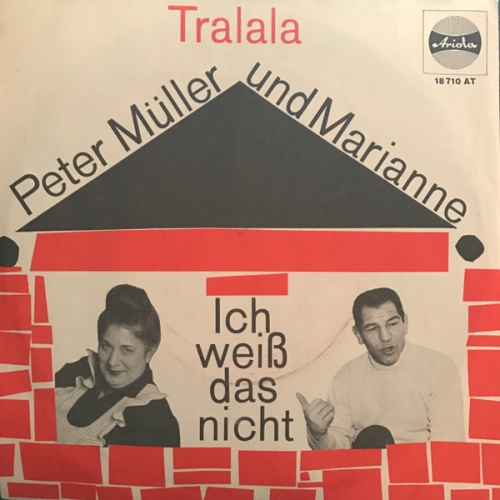 Tralala
Ariola
18 710 AT
Peter Müller und Marianne
Ich
weiß
das
nicht